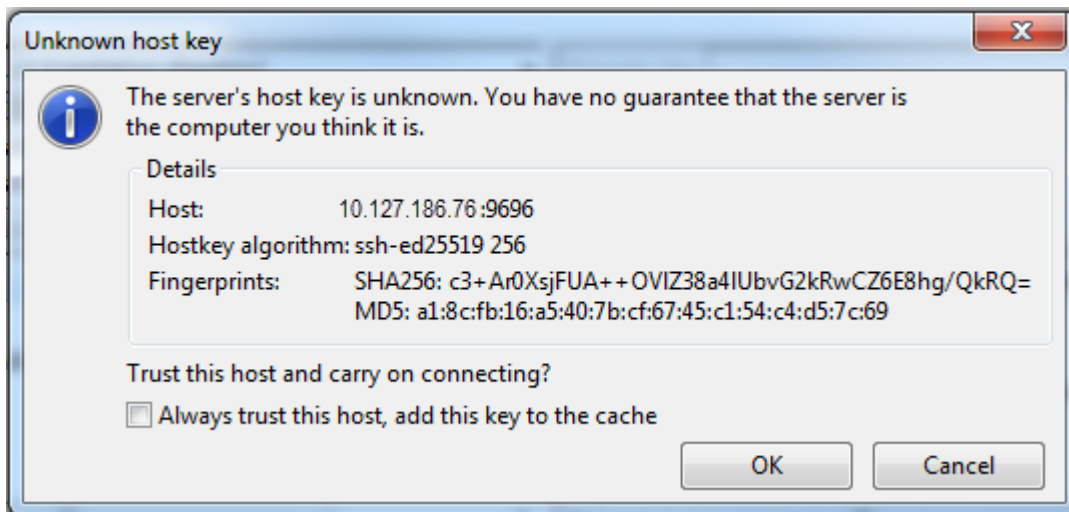 Unknown host key
The server's host key is unknown. You have no guarantee that the server is
the computer you think it is.
Details
Host: 10.127.186.76:9696
Hostkey algorithm: ssh-ed25519 256
Fingerprints: SHA256: c3+Ar0XsjFUA++OVIZ38a4IUbvG2kRwCZ6E8hg/QkRQ=
MD5: a1:8c:fb:16:a5:40:7b:cf:67:45:c1:54:c4:d5:7c:69
Trust this host and carry on connecting?
Always trust this host, add this key to the cache
OK Cancel